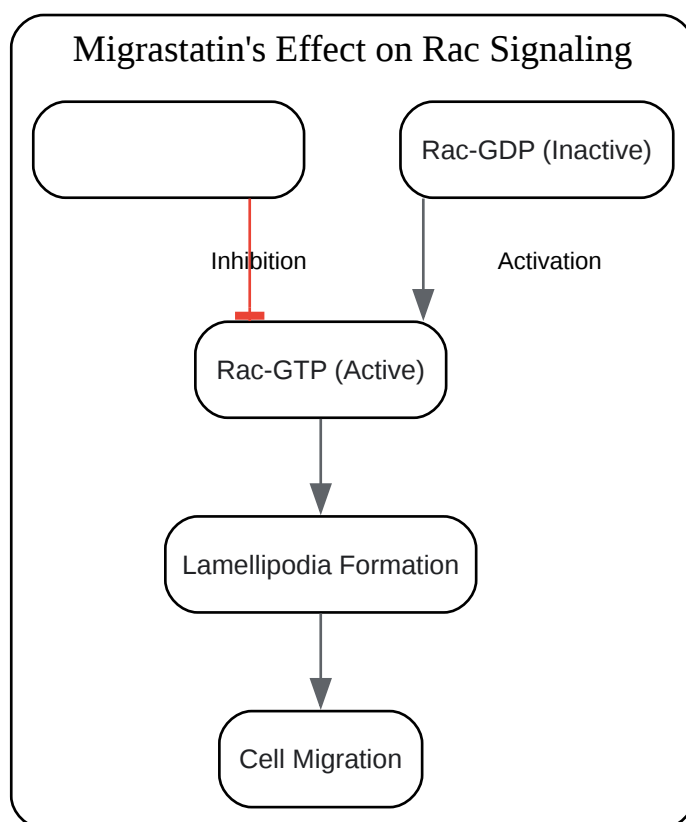 Migrastatin's Effect on Rac Signaling
Rac-GDP (Inactive)
Inhibition
Activation
Rac-GTP (Active)
Lamellipodia Formation
Cell Migration